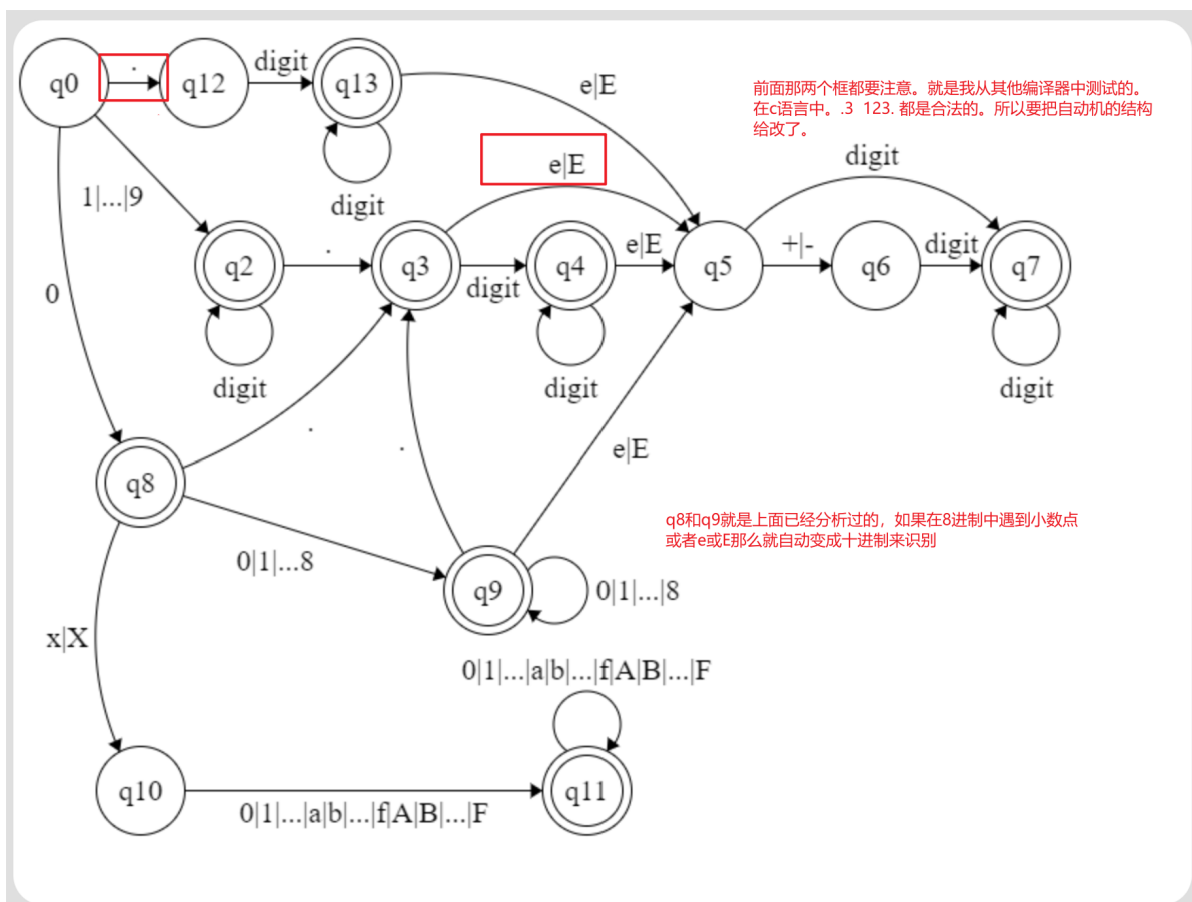 q0
.
q12
digit
q13
e|E
digit
前面那两个框都要注意。就是我从其他编译器中测试的。
在c语言中。.3 123. 都是合法的。所以要把自动机的结构
给改了。
1|...|9
e|E
digit
0
q2
.
q3
digit
q4
e|E
q5
+|-
q6
digit
q7
digit
digit
digit
.
.
e|E
q8
q8和q9就是上面已经分析过的，如果在8进制中遇到小数点
或者e或E那么就自动变成十进制来识别
0|1|...8
q9
0|1|...|8
x|X
0|1|...|a|b|...|f|A|B|...|F
q10
0|1|...|a|b|...|f|A|B|...|F
q11